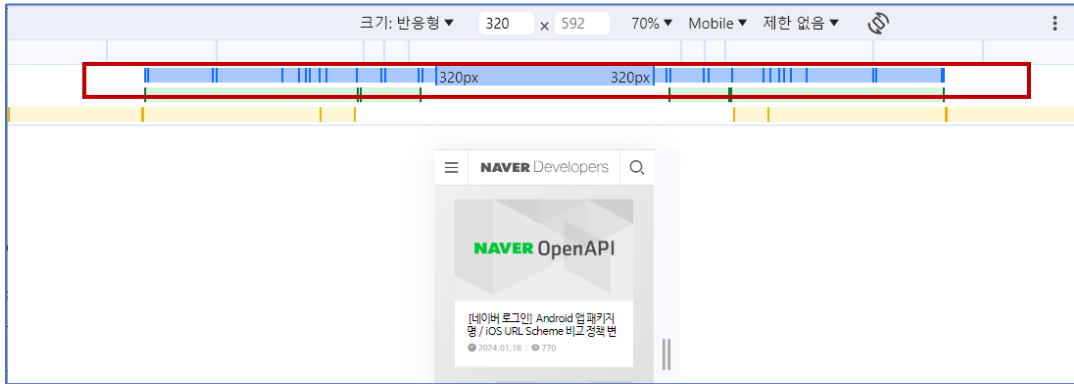 크기: 반응형 ▼ 320 × 592 70% ▼ Mobile ▼ 제한 없음 ▼
320px 320px
NAVER Developers
NAVER OpenAPI
[네이버 로그인] Android 앱 패키지
명 / iOS URL Scheme 비교 정책 변
2024.01.18 770